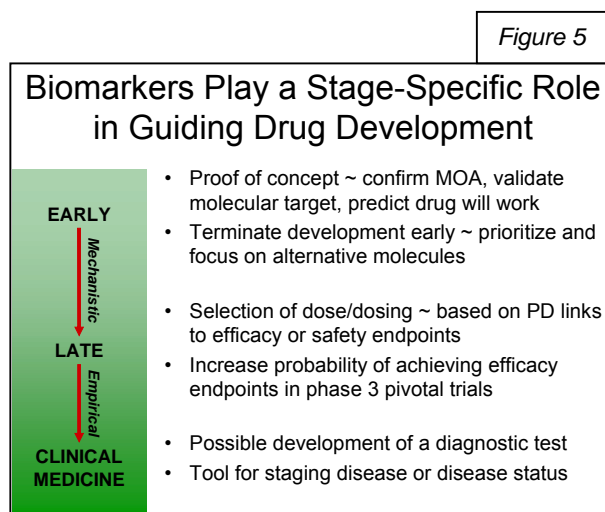 Figure 5
Biomarkers Play a Stage-Specific Role
in Guiding Drug Development
EARLY
Mechanistic
LATE
Empirical
CLINICAL
MEDICINE
• Proof of concept ~ confirm MOA, validate
molecular target, predict drug will work
• Terminate development early ~ prioritize and
focus on alternative molecules
• Selection of dose/dosing ~ based on PD links
to efficacy or safety endpoints
• Increase probability of achieving efficacy
endpoints in phase 3 pivotal trials
• Possible development of a diagnostic test
• Tool for staging disease or disease status